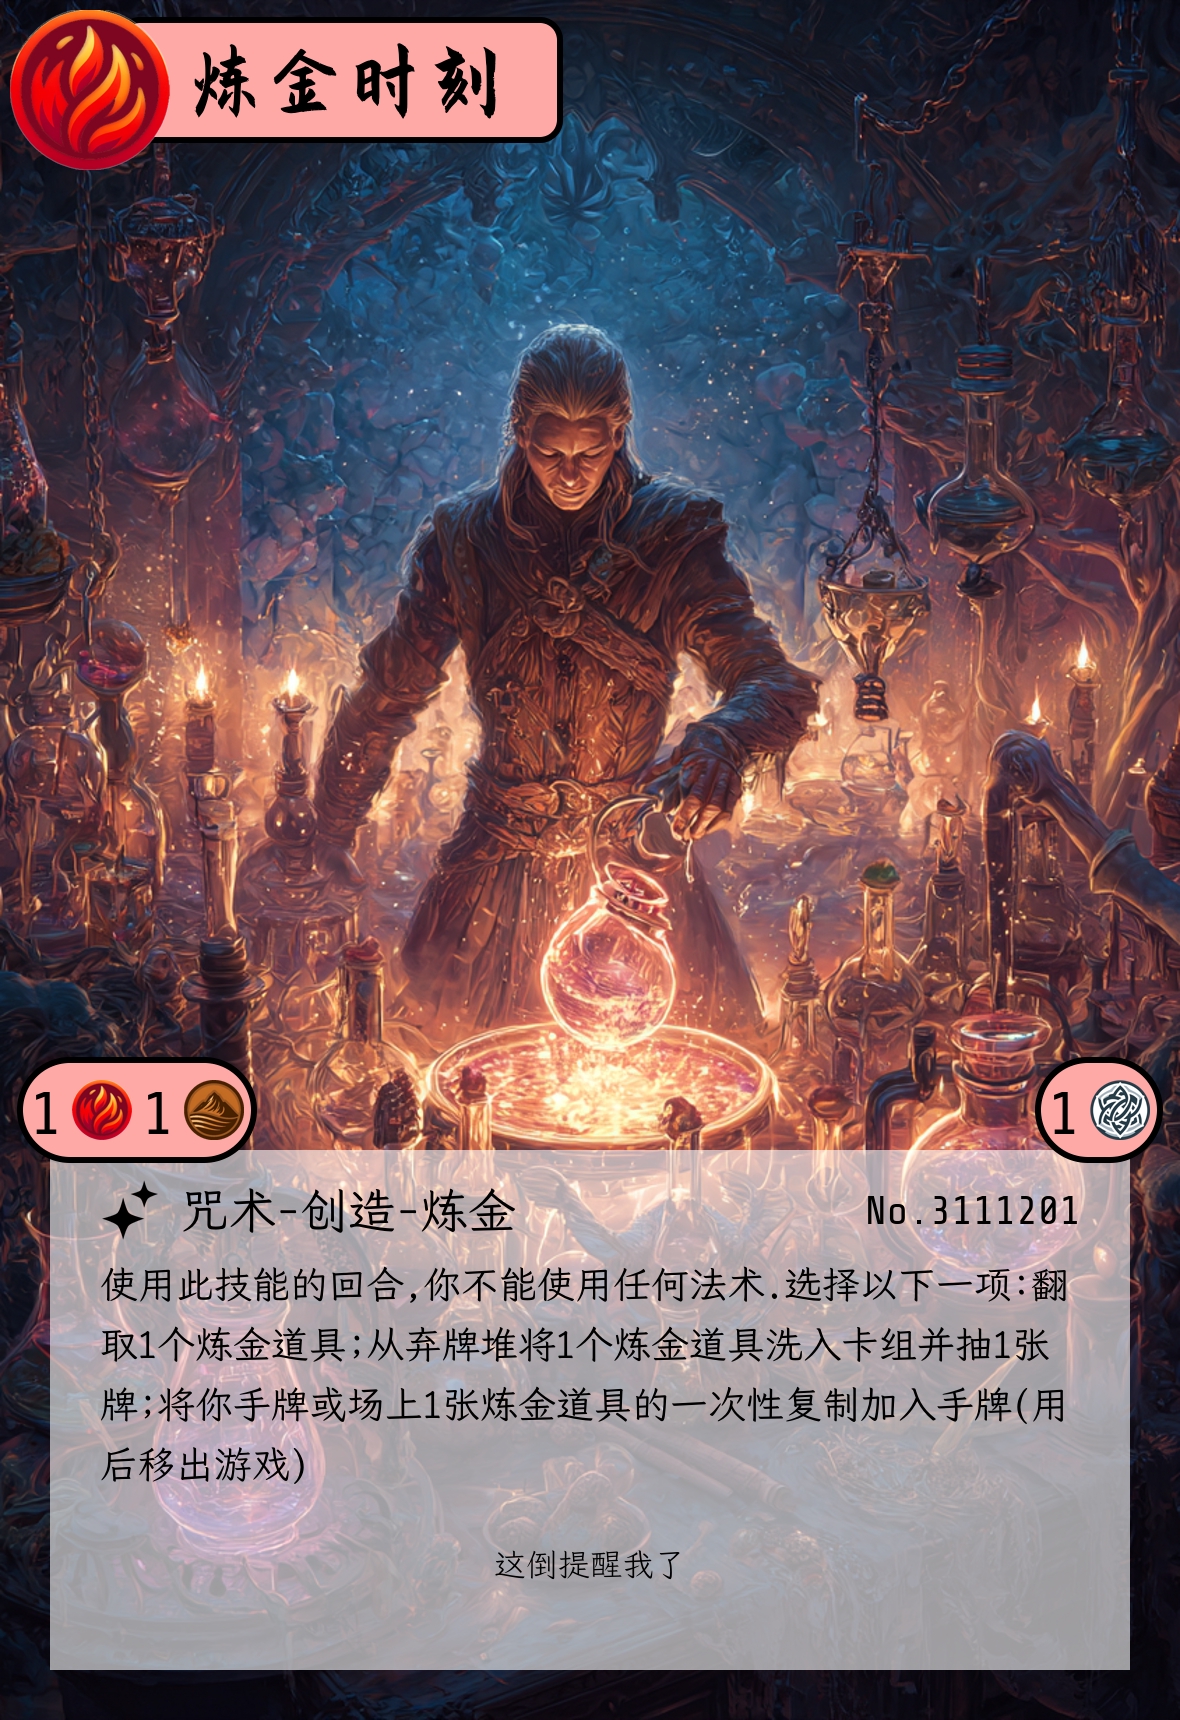 炼金时刻
1 1
1
咒术-创造-炼金
No.3111201
使用此技能的回合,你不能使用任何法术.选择以下一项:翻
取1个炼金道具;从弃牌堆将1个炼金道具洗入卡组并抽1张
牌;将你手牌或场上1张炼金道具的一次性复制加入手牌(用
后移出游戏)
这倒提醒我了